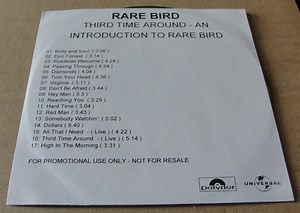 RARE BIRD
THIRD TIME AROUND - AN
INTRODUCTION TO RARE BIRD
01. Body and Soul ( 3.06 )
02. Epic Forrest ( 5.14 )
03. Roadside Welcome ( 4.24 )
04. Passing Through ( 4.24 )
05. Diamonds ( 4.04 )
06. Turn Your Head ( 4.36 )
07. Virginia ( 3.17 )
08. Don't Be Afraid ( 3.44 )
09. Hey Man ( 5.5 )
10. Reaching You ( 3.29 )
11. Hard Time ( 3.04 )
12. Red Man ( 3.43 )
13. Somebody Watchin' ( 5.02 )
14. Dollars ( 6.40 )
15. All That I Need - ( Live ) ( 4.22
16. Third Time Around - ( Live ) ( 5.14
17. High In The Morning ( 3.31 )
FOR PROMOTIONAL USE ONLY - NOT FOR RESALE
polydor
UNIVERSAL